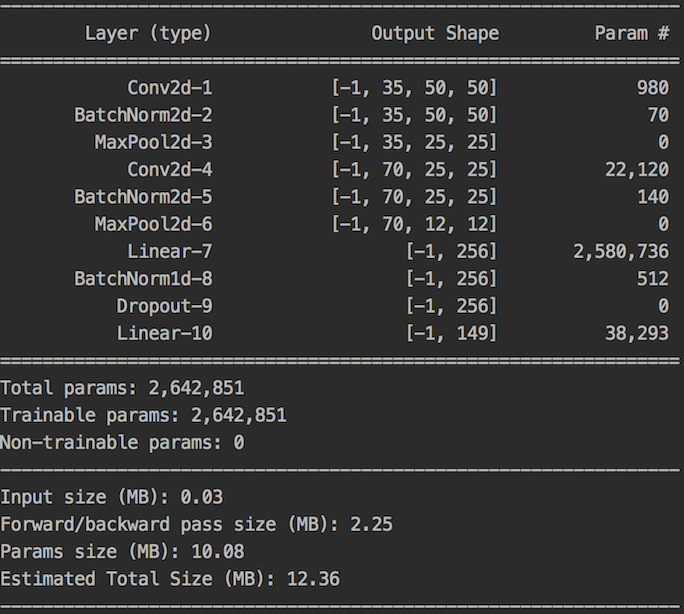 Layer (type) Output Shape Param #
Conv2d-1 [-1, 35, 50, 50] 980
BatchNorm2d-2 [-1, 35, 50, 50] 70
MaxPool2d-3 [-1, 35, 25, 25] 0
Conv2d-4 [-1, 70, 25, 25] 22,120
BatchNorm2d-5 [-1, 70, 25, 25] 140
MaxPool2d-6 [-1, 70, 12, 12] 0
Linear-7 [-1, 256] 2,580,736
BatchNorm1d-8 [-1, 256] 512
Dropout-9 [-1, 256] 0
Linear-10 [-1, 149] 38,293
Total params: 2,642,851
Trainable params: 2,642,851
Non-trainable params: 0
Input size (MB): 0.03
Forward/backward pass size (MB): 2.25
Params size (MB): 10.08
Estimated Total Size (MB): 12.36